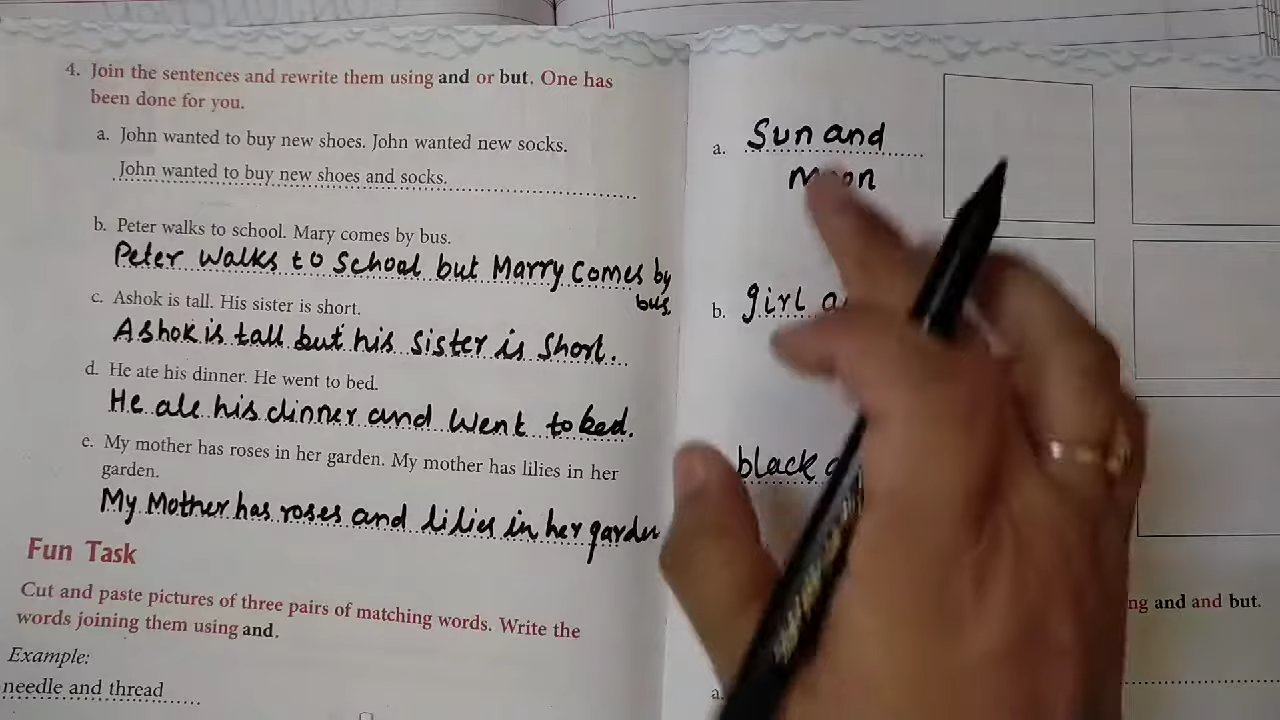 4. Join the sentences and rewrite them using and or but. One has
been done for you.
a. John wanted to buy new shoes. John wanted new socks.
John wanted to buy new shoes and socks.
b. Peter walks to school. Mary comes by bus.
Peter walks to school but Marry comes by
bus
c. Ashok is tall. His sister is short.
Ashok is tall but his sister is short.
d. He ate his dinner. He went to bed.
He ate his dinner and went to bed.
e. My mother has roses in her garden. My mother has lilies in her
garden.
My Mother has roses and lilies in her garden
Fun Task
Cut and paste pictures of three pairs of matching words. Write the
words joining them using and.
Example:
needle and thread
a. Sun and
Moon
b. girl
black
ng and and but.
a.